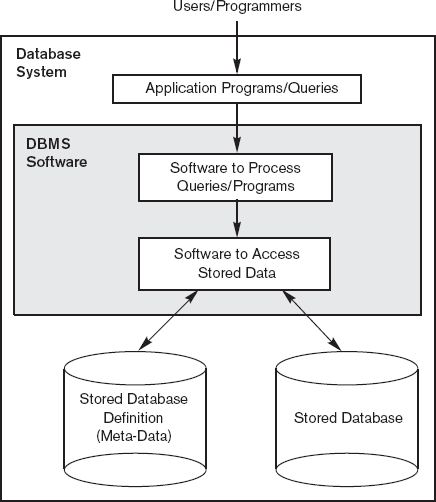 Users/Programmers
Database
System
Application Programs/Queries
DBMS
Software
Software to Process
Queries/Programs
Software to Access
Stored Data
Stored Database
Definition
(Meta-Data)
Stored Database